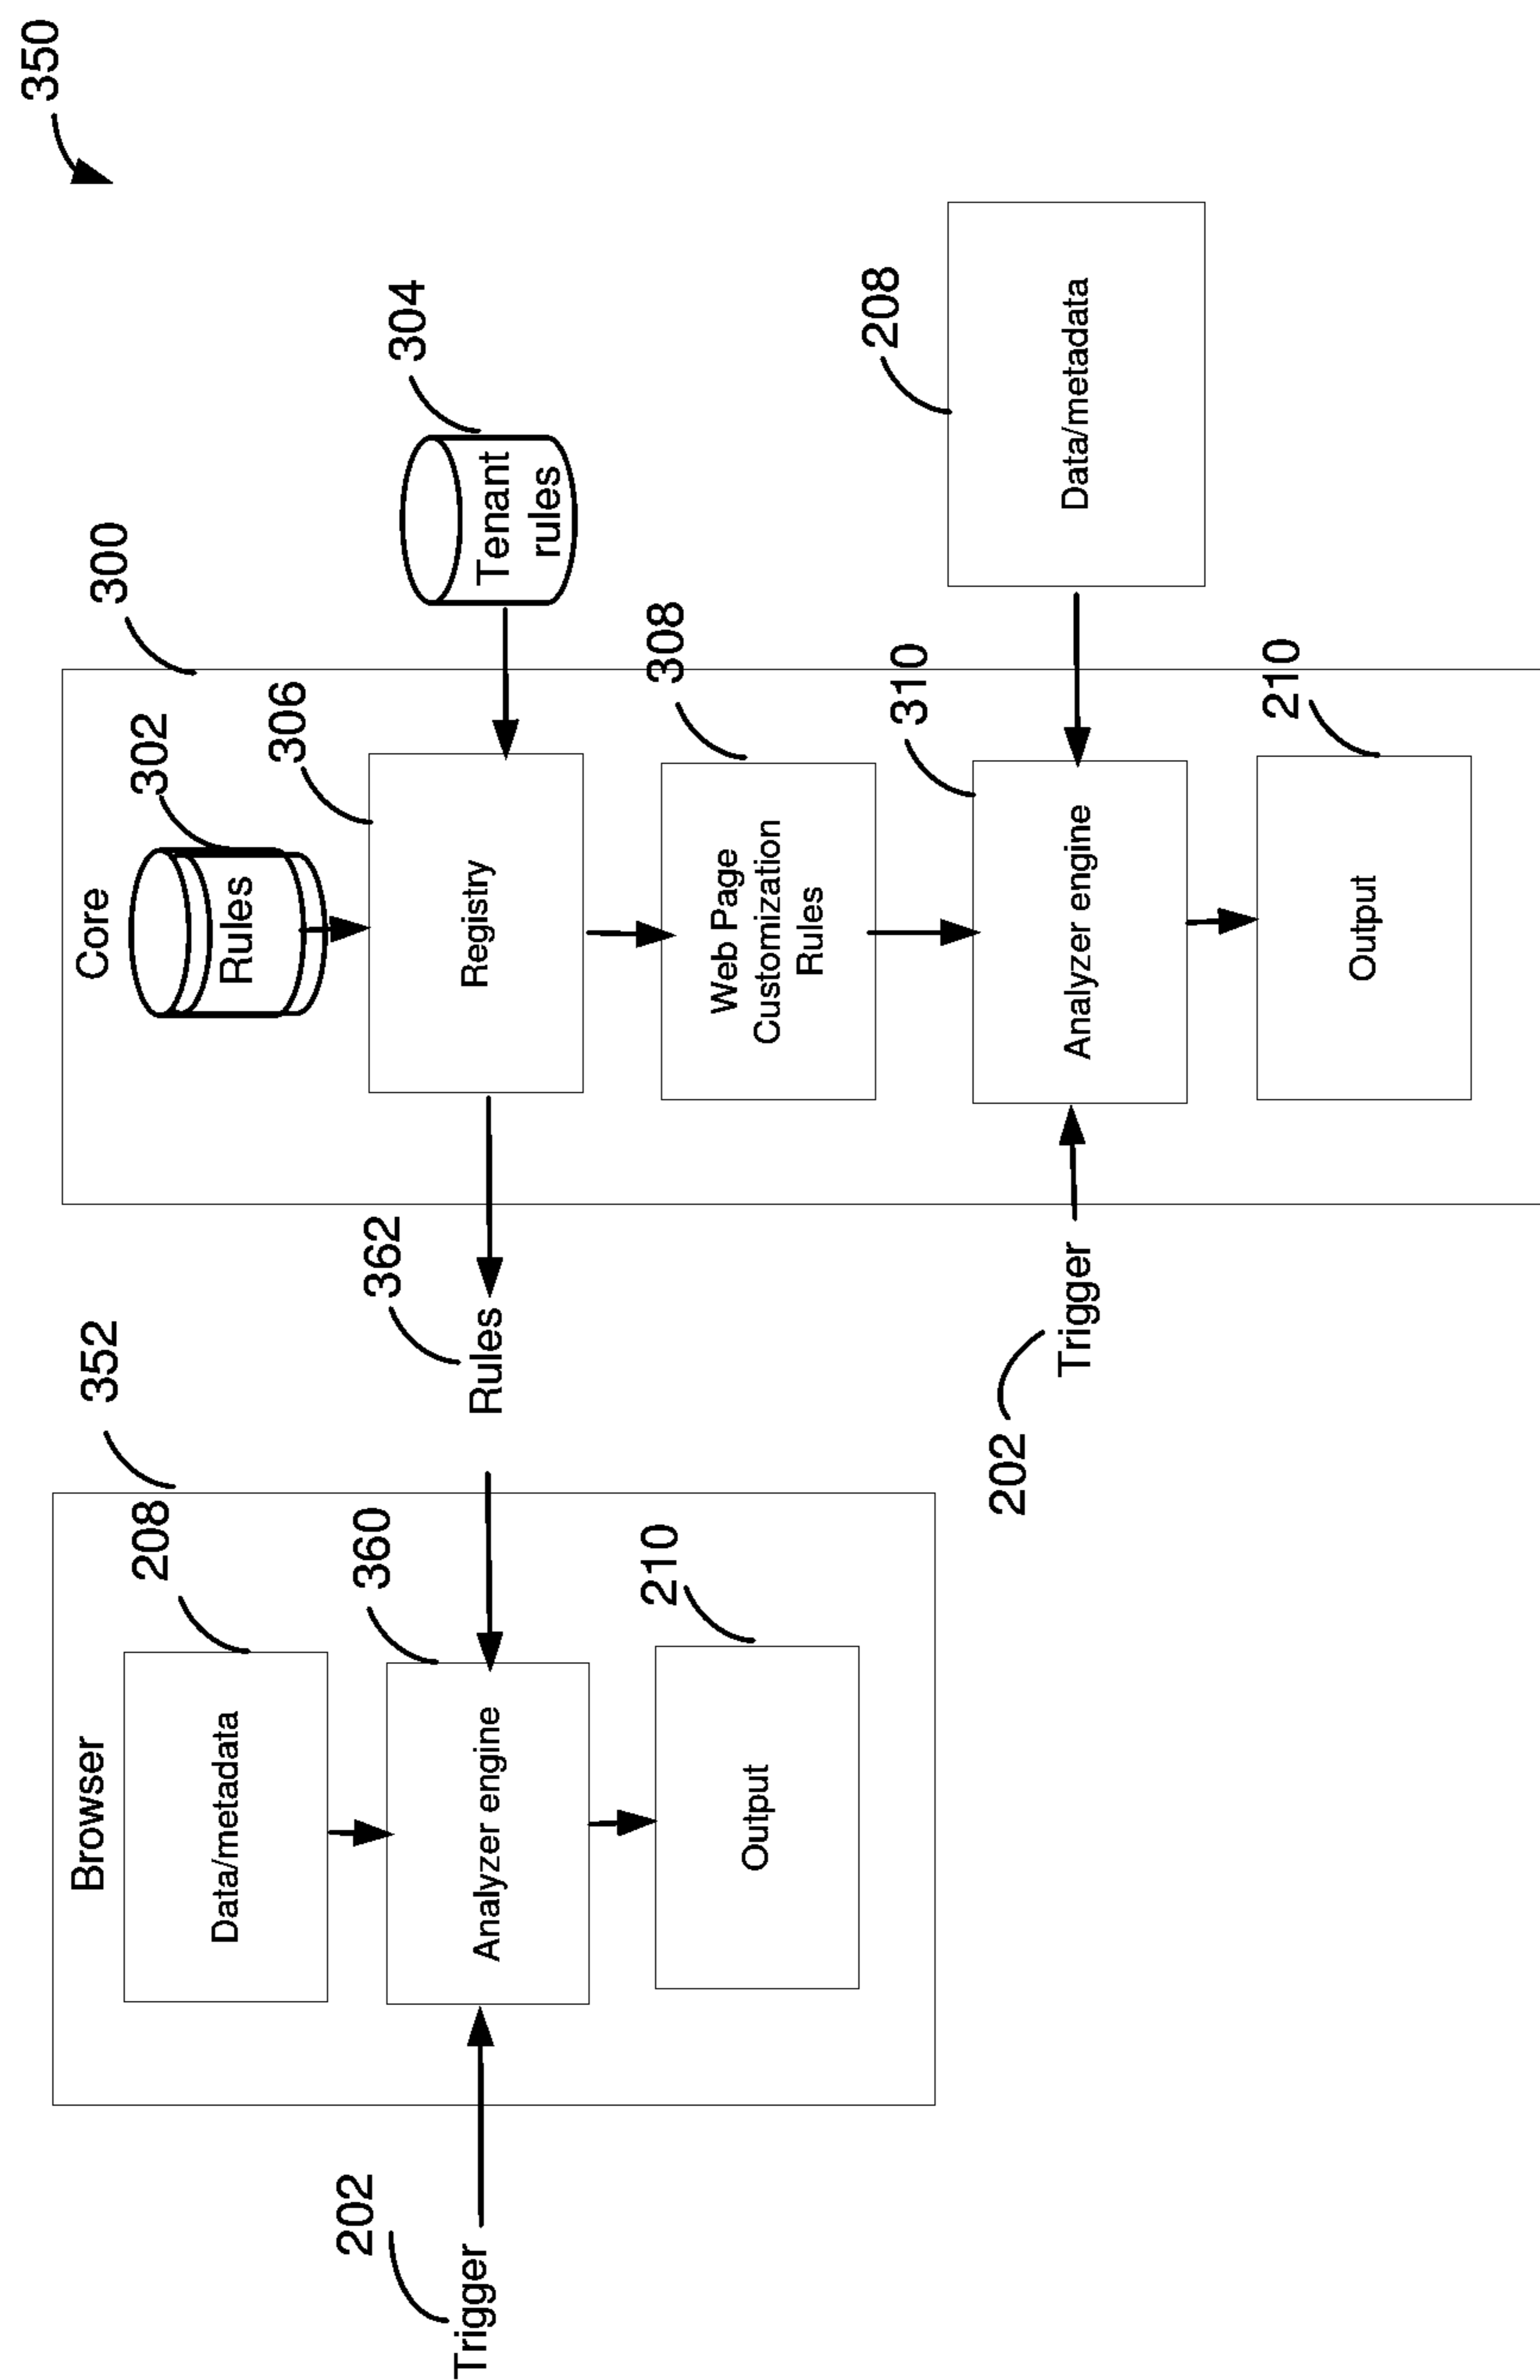 350
352
Browser
208
Data/metadata
202
Trigger
360
Analyzer engine
210
Output
362
Rules
300
Core
302
Rules
306
Registry
304
Tenant
rules
308
Web Page
Customization
Rules
202
Trigger
310
Analyzer engine
208
Data/metadata
210
Output